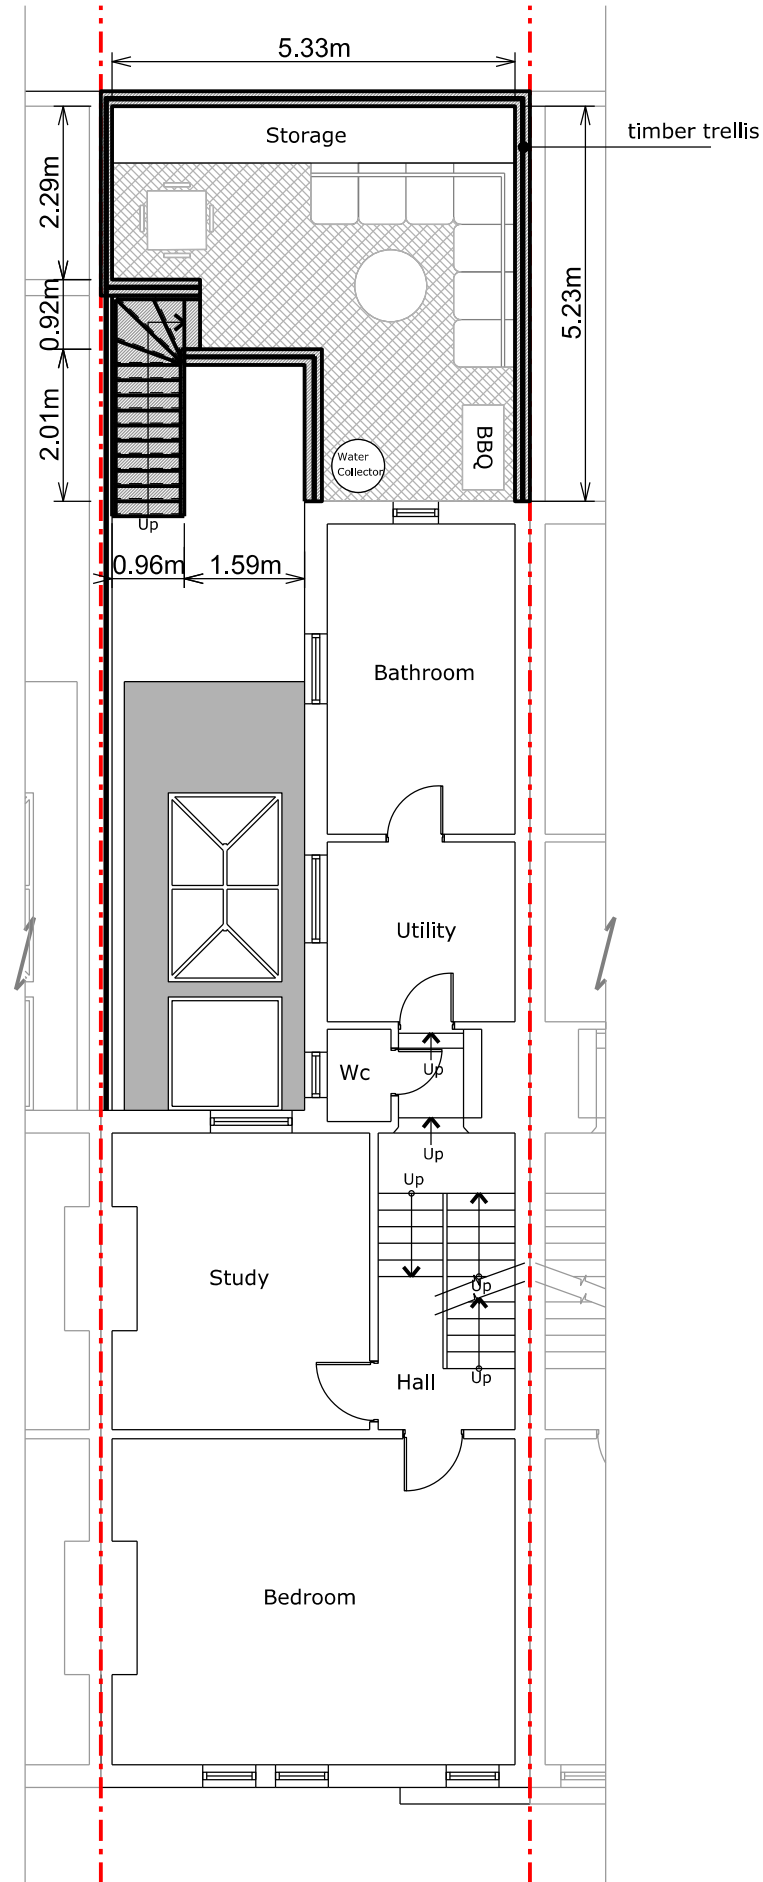 5.33m
timber trellis
Storage
2.29m
0.92m
5.23m
2.01m
BBQ
Water
Collector
Up
0.96m
1.59m
Bathroom
Utility
Up
Wc
Up
Up
Study
Up
Hall
Up
Bedroom